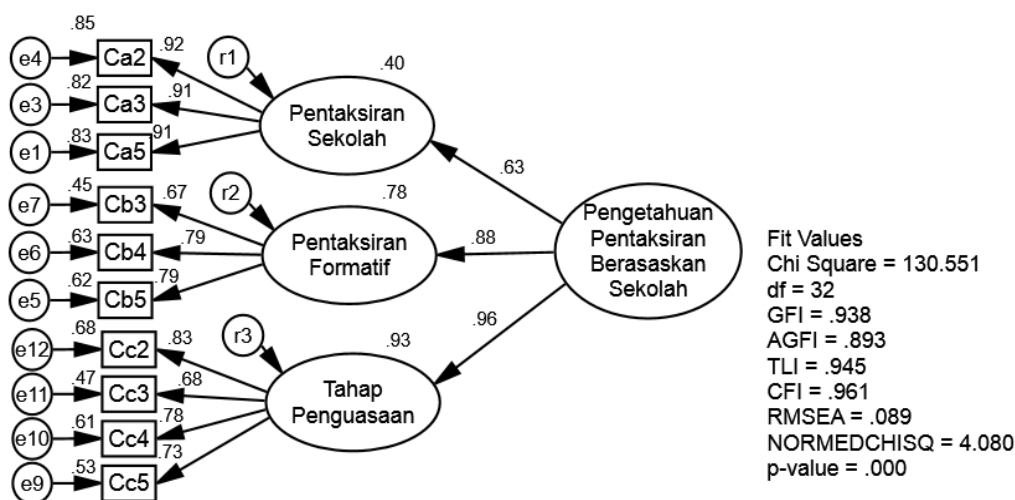 .85
e4
Ca2
.92
r1
.40
.82
e3
Ca3
.91
Pentaksiran
Sekolah
.83
e1
Ca5
.91
.63
.45
e7
Cb3
.67
r2
.78
.63
e6
Cb4
.79
Pentaksiran
Formatif
.88
.62
e5
Cb5
.79
Pengetahuan
Pentaksiran
Berasaskan
Sekolah
.68
e12
Cc2
.83
r3
.93
.96
.47
e11
Cc3
.68
Tahap
Penguasaan
.61
e10
Cc4
.78
.53
e9
Cc5
.73
Fit Values
Chi Square = 130.551
df = 32
GFI = .938
AGFI = .893
TLI = .945
CFI = .961
RMSEA = .089
NORMEDCHISQ = 4.080
p-value = .000